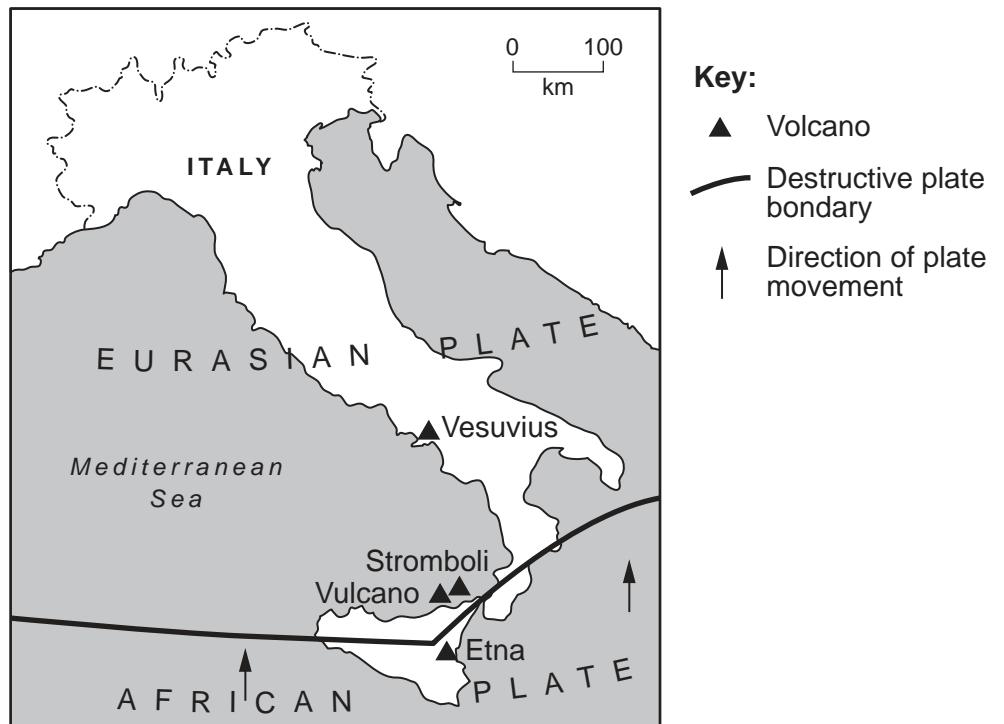 0 100
km
Key:
Volcano
Destructive plate
bondary
Direction of plate
movement
ITALY
EURASIAN PLATE
Vesuvius
Mediterranean
Sea
Stromboli
Vulcano
Etna
AFRICAN PLATE